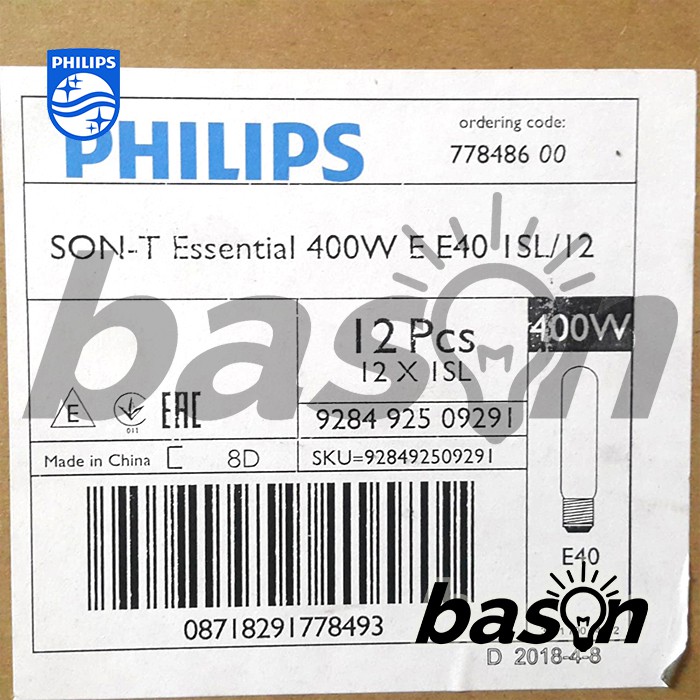 PHILIPS
PHILIPS
ordering code:
778486 00
SON-T Essential 400W E E40 1SL/12
bason
12 Pcs
12 X 1SL
400W
E
011
EAC
9284 925 09291
Made in China
8D
SKU=928492509291
E40
08718291778493
bason
D 2018-4-8